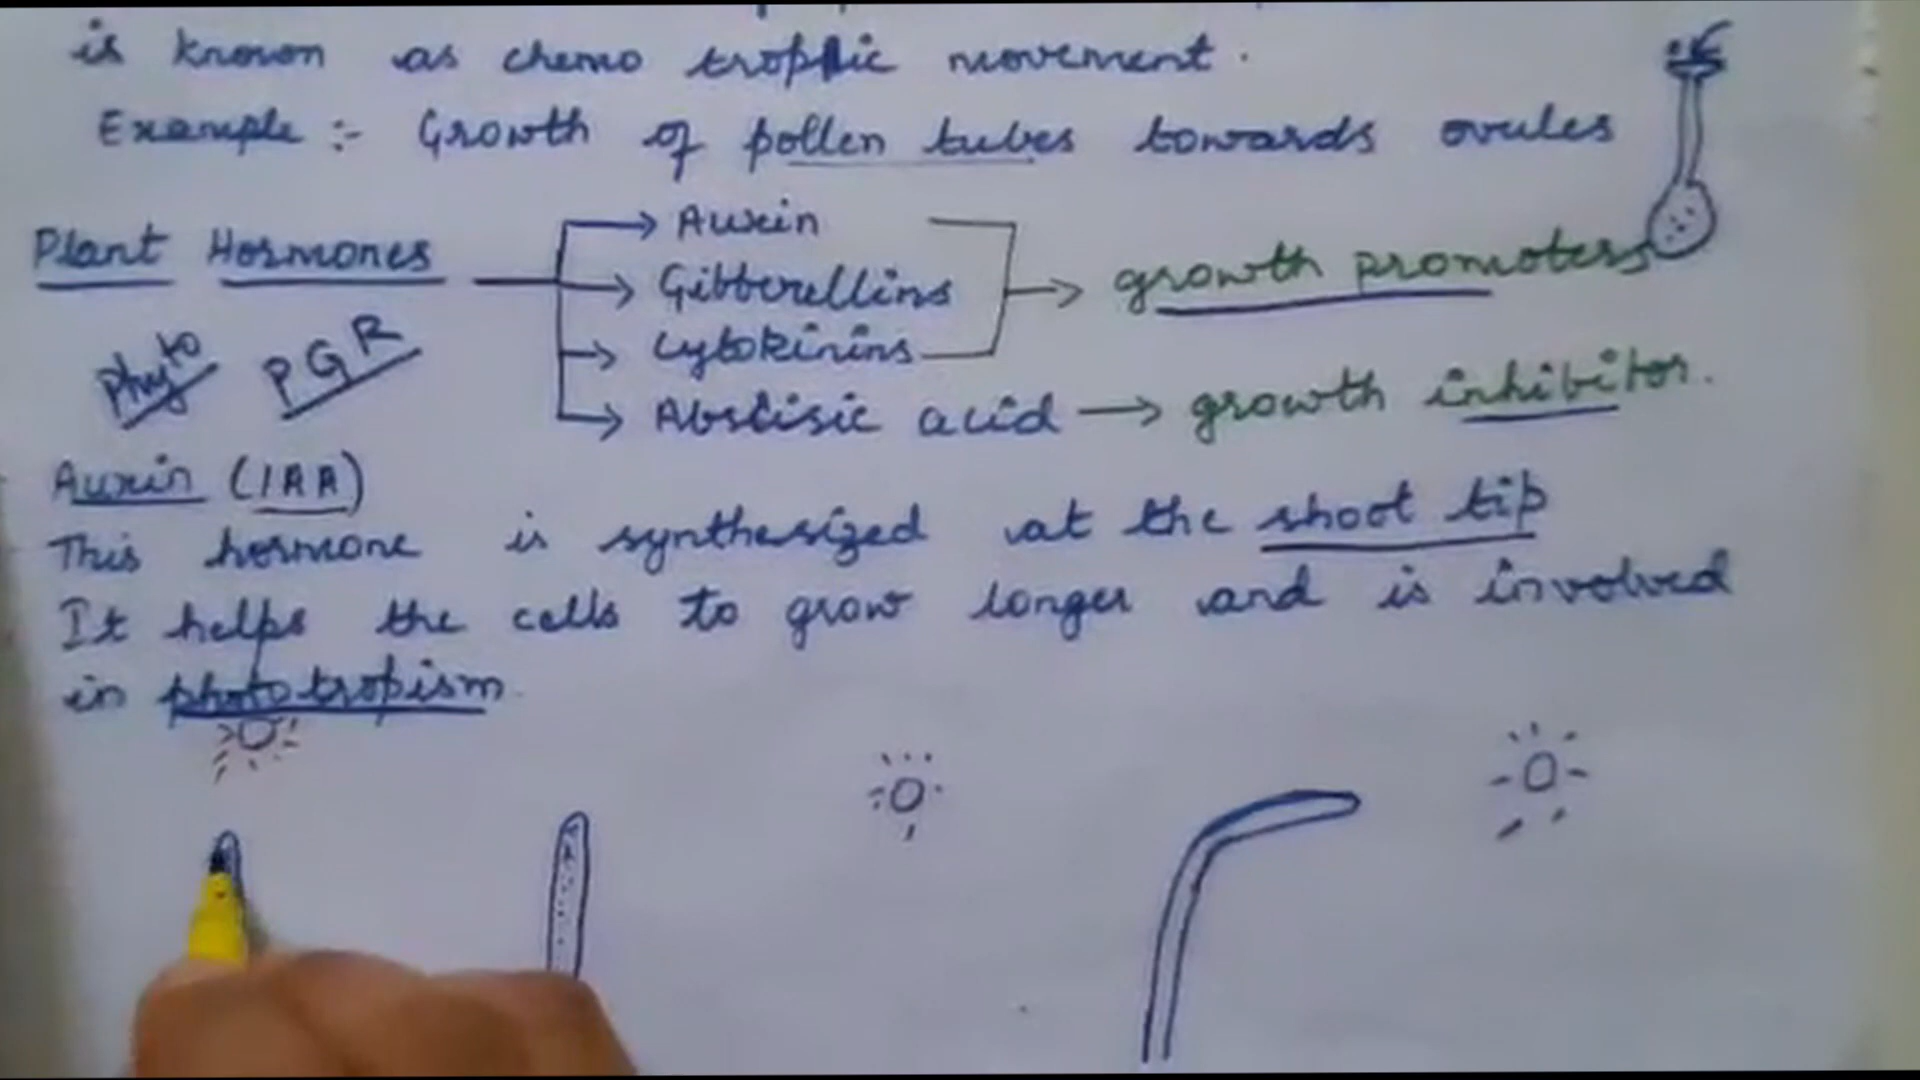 is known as chemo tropic movement.
Example :- Growth of pollen tubes towards ovules
Plant Hormones
Auxin
Gibberellins
Cytokinins
growth promoters
Phyto PGR
Abscisic acid → growth inhibitor.
Auxin (IAA)
This hormone is synthesized at the shoot tip
It helps the cells to grow longer and is involved
in phototropism.